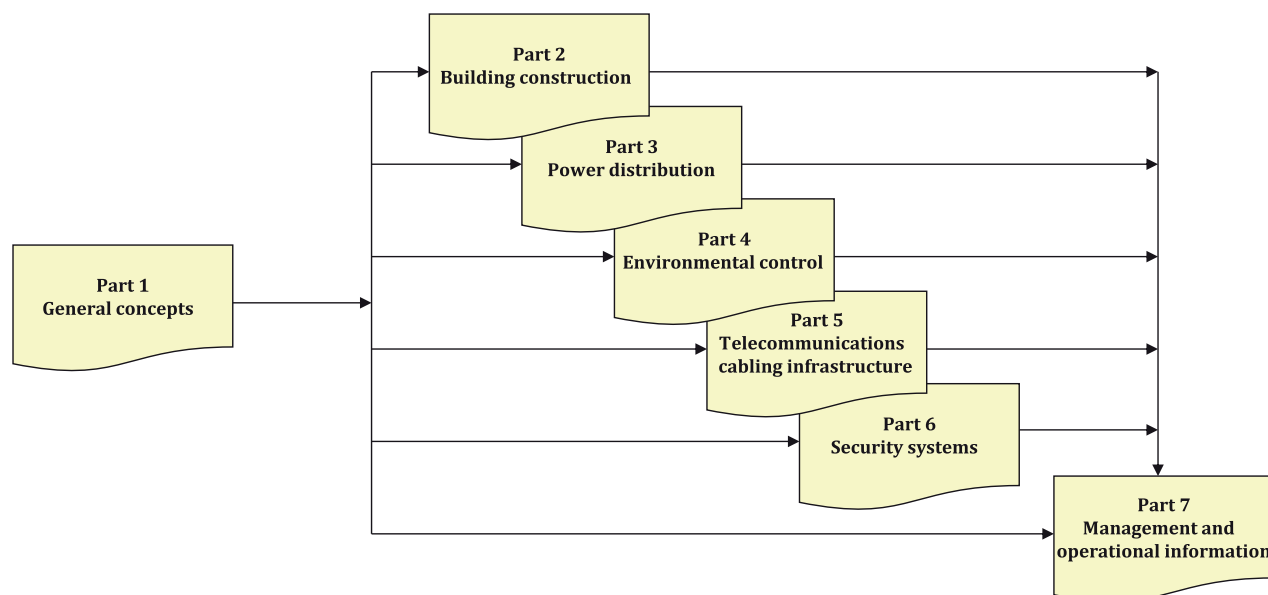 Part 1
General concepts
Part 2
Building construction
Part 3
Power distribution
Part 4
Environmental control
Part 5
Telecommunications
cabling infrastructure
Part 6
Security systems
Part 7
Management and
operational information